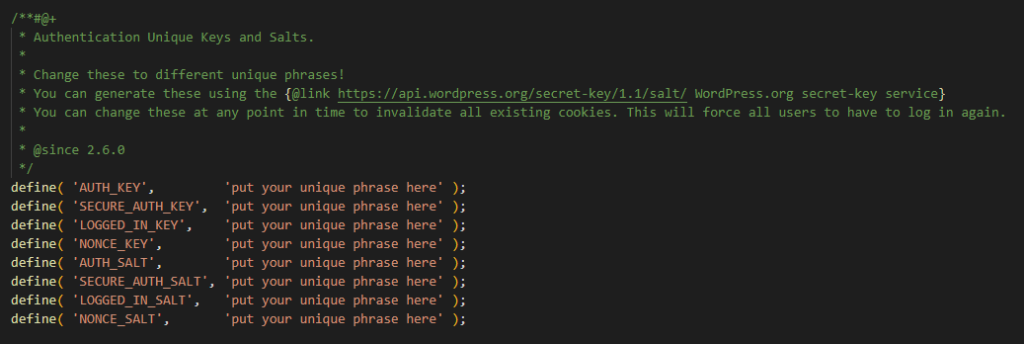 /**#@+
 * Authentication Unique Keys and Salts.
 *
 * Change these to different unique phrases!
 * You can generate these using the {@link https://api.wordpress.org/secret-key/1.1/salt/ WordPress.org secret-key service}
 * You can change these at any point in time to invalidate all existing cookies. This will force all users to have to log in again.
 *
 * @since 2.6.0
 */
define( 'AUTH_KEY',         'put your unique phrase here' );
define( 'SECURE_AUTH_KEY',  'put your unique phrase here' );
define( 'LOGGED_IN_KEY',    'put your unique phrase here' );
define( 'NONCE_KEY',        'put your unique phrase here' );
define( 'AUTH_SALT',        'put your unique phrase here' );
define( 'SECURE_AUTH_SALT', 'put your unique phrase here' );
define( 'LOGGED_IN_SALT',   'put your unique phrase here' );
define( 'NONCE_SALT',       'put your unique phrase here' );